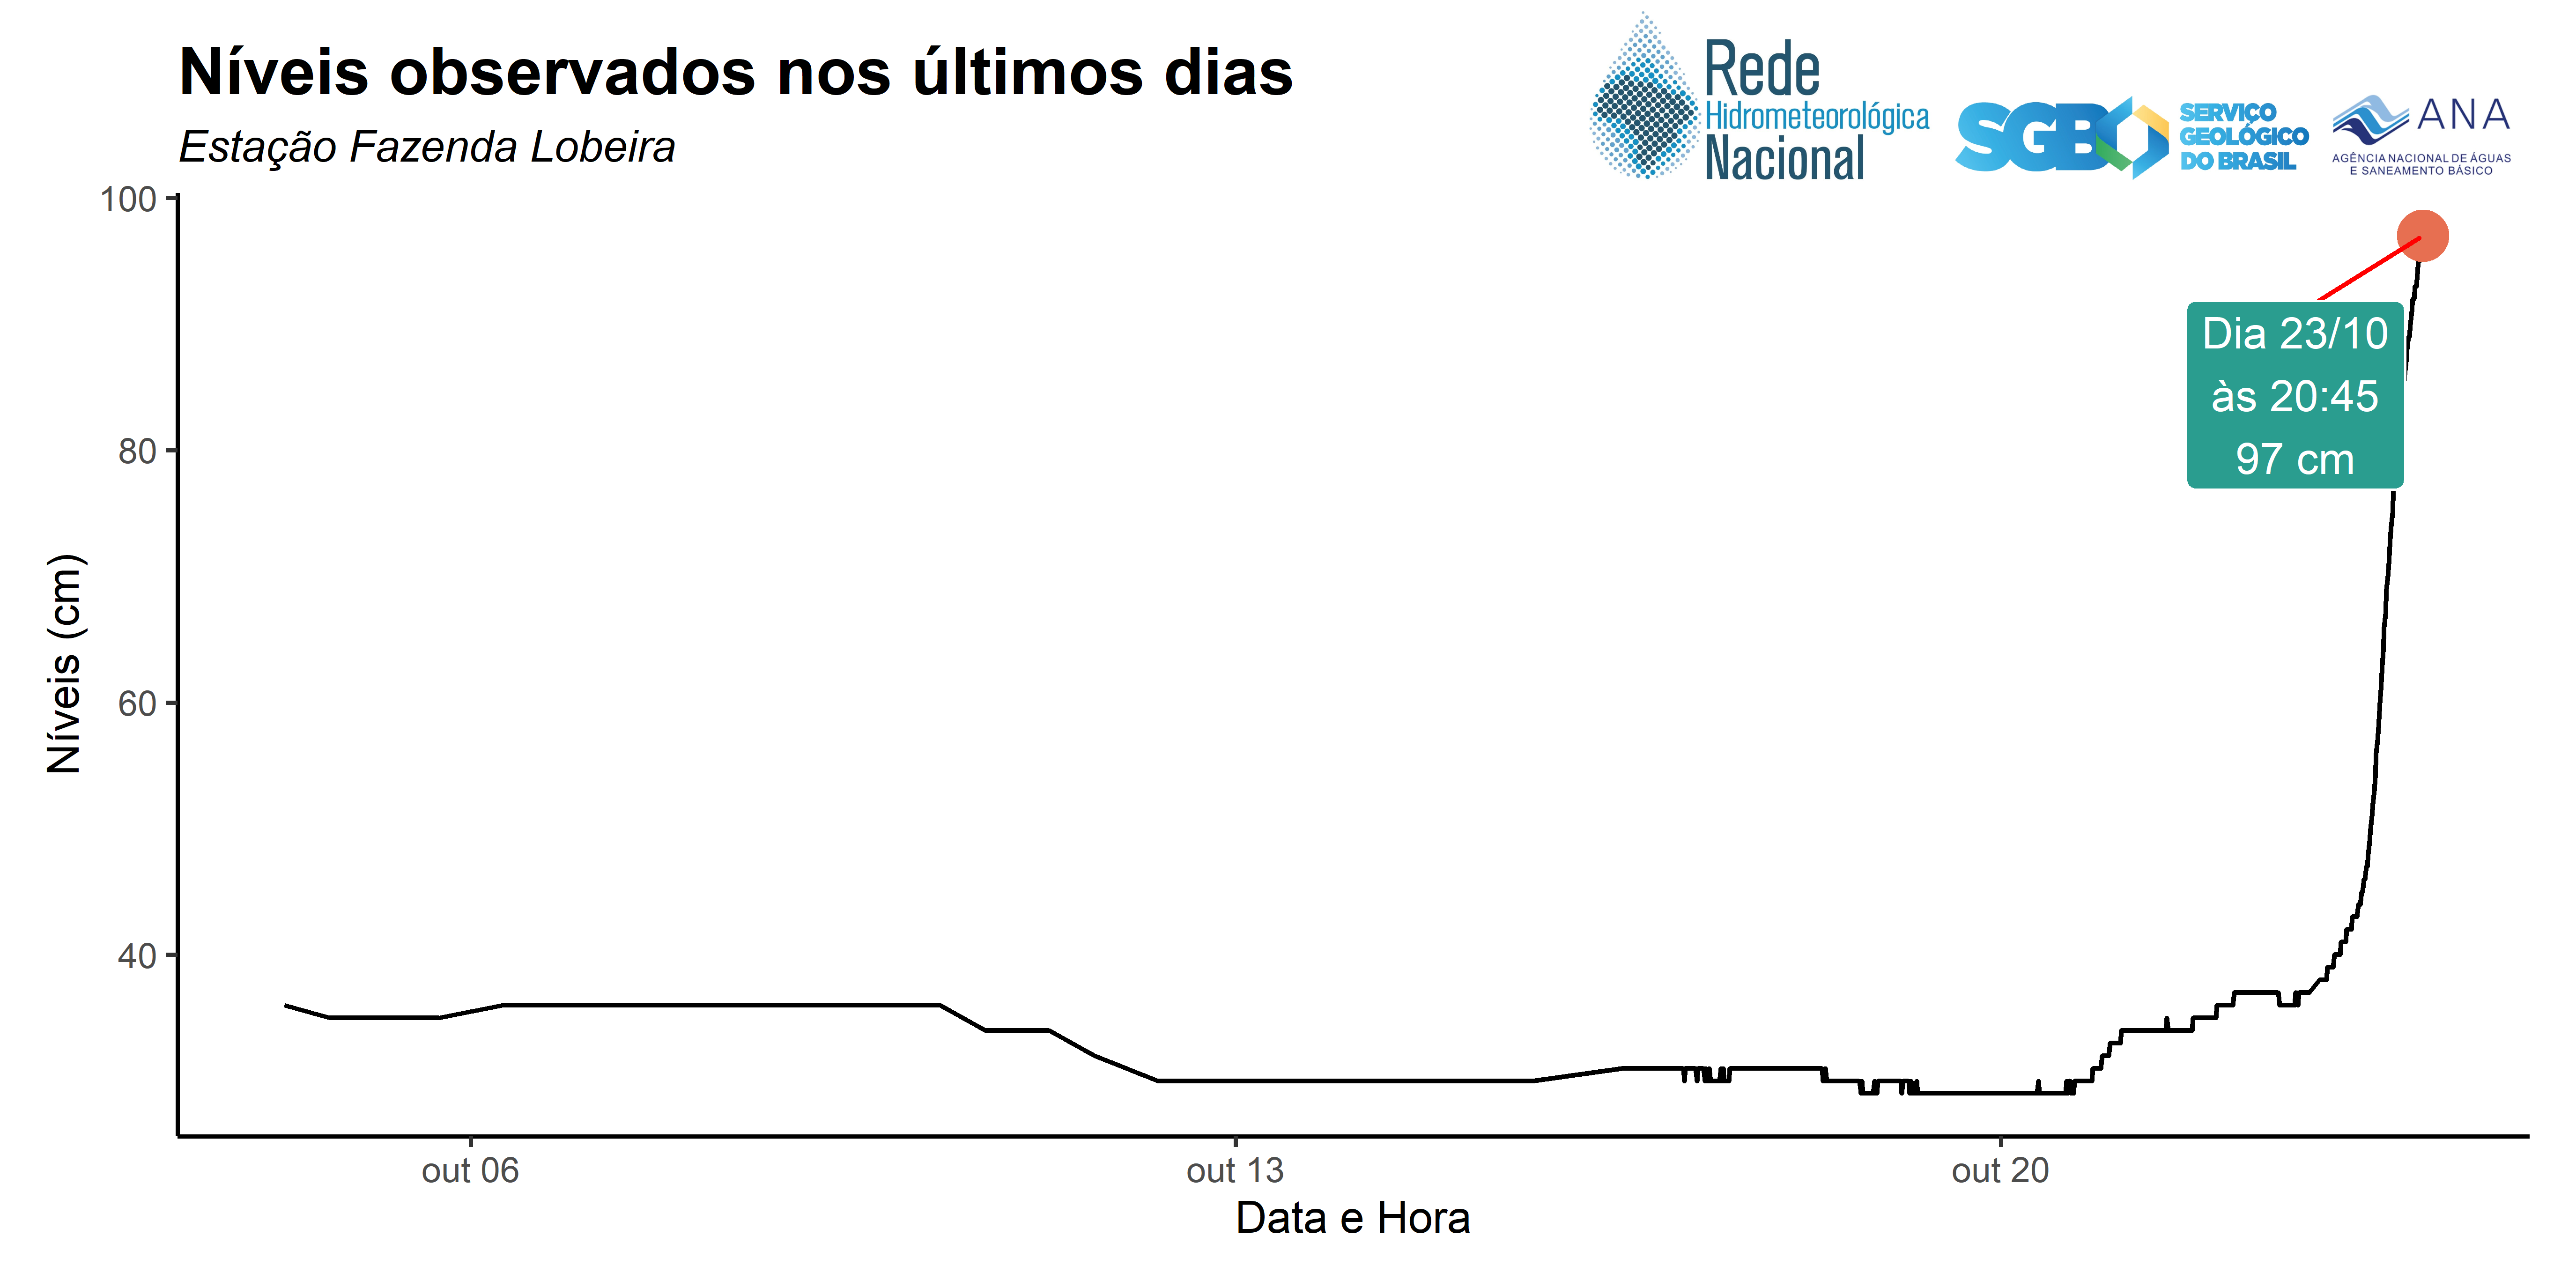 Níveis observados nos últimos dias
Estação Fazenda Lobeira
Rede
Hidrometeorológica
Nacional
SGB
SERVIÇO
GEOLÓGICO
DO BRASIL
ANA
AGÊNCIA NACIONAL DE ÁGUAS
E SANEAMENTO BÁSICO
100
80
60
40
Níveis (cm)
Dia 23/10
às 20:45
97 cm
out 06
out 13
out 20
Data e Hora